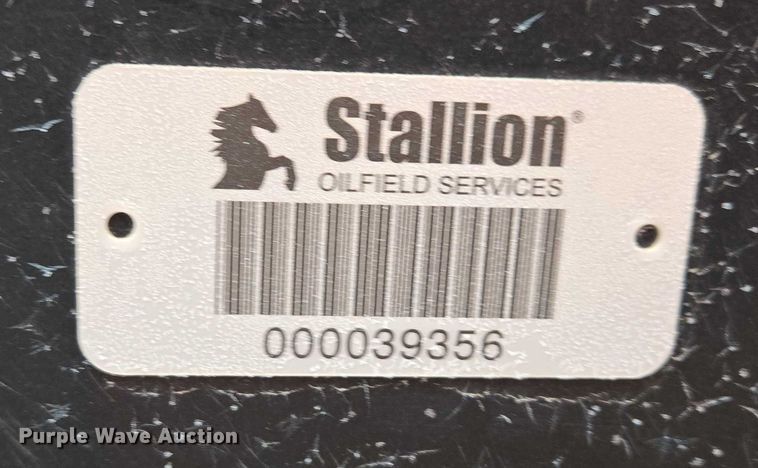 Stallion®
OILFIELD SERVICES
000039356
Purple Wave Auction